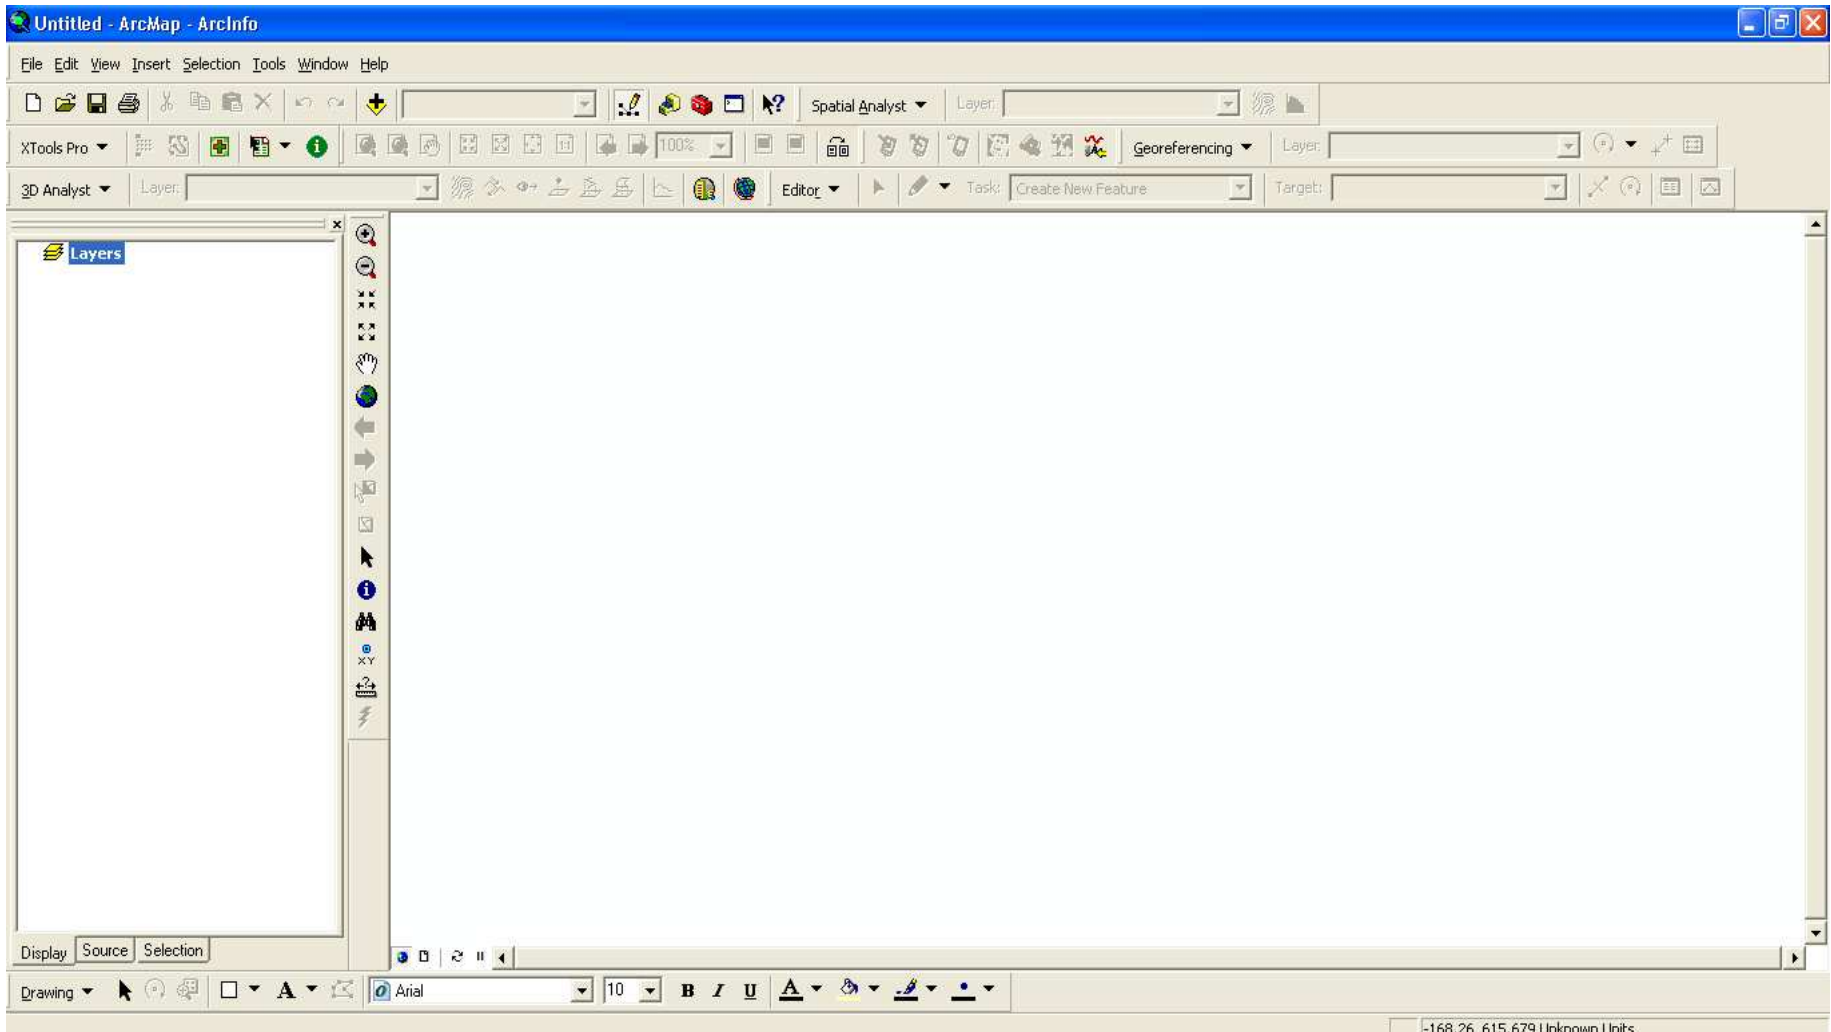 Untitled - ArcMap - ArcInfo
File Edit View Insert Selection Tools Window Help
Spatial Analyst Layer:
XTools Pro 100% Georeferencing Layer:
3D Analyst Layer: Editor Task: Create New Feature Target:
Layers
XY
Display Source Selection
Drawing A Arial 10 B I U A
-168.26 615.679 Unknown Units